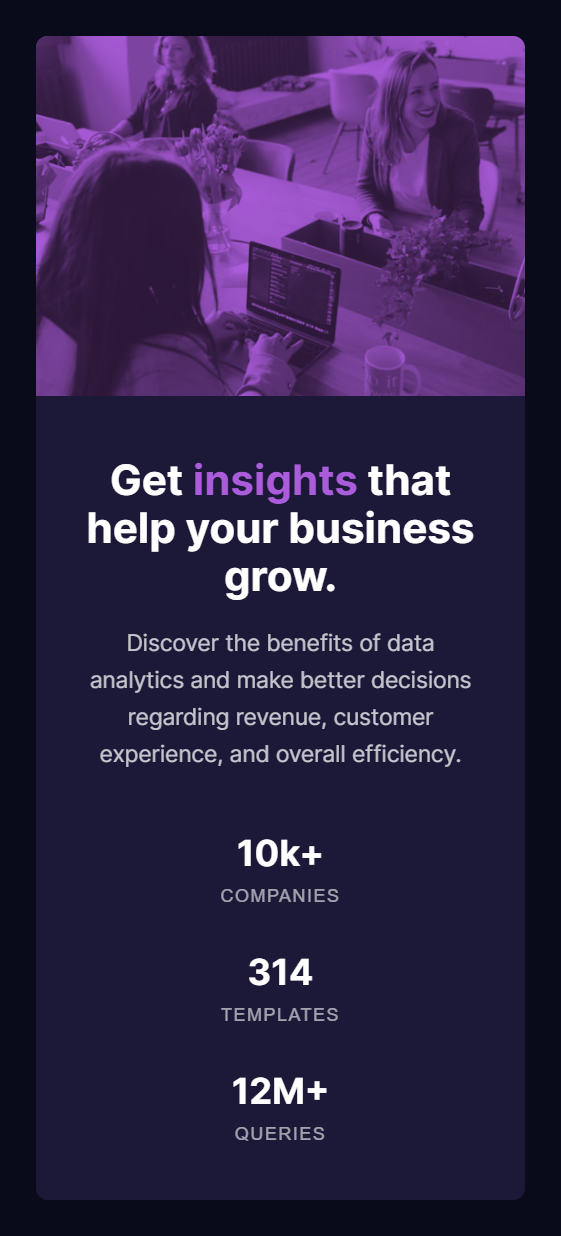 Get insights that
help your business
grow.
Discover the benefits of data
analytics and make better decisions
regarding revenue, customer
experience, and overall efficiency.
10k+
COMPANIES
314
TEMPLATES
12M+
QUERIES